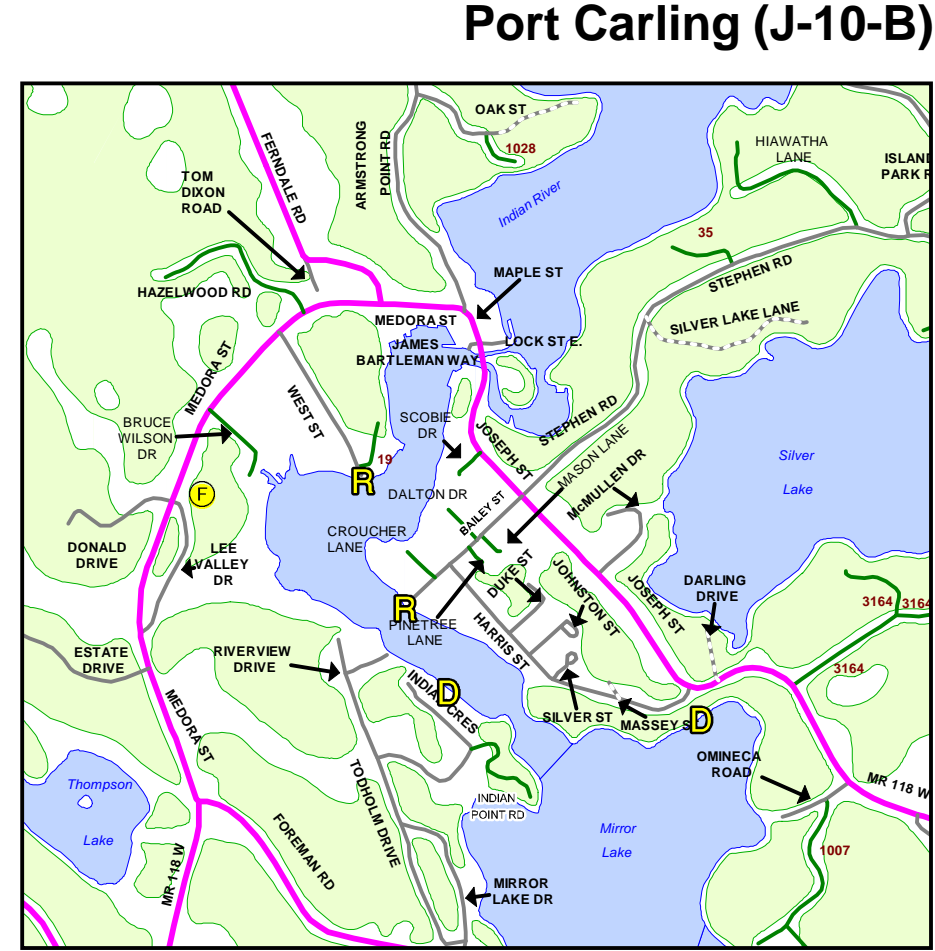 Port Carling (J-10-B)
OAK ST
1028
HIAWATHA
LANE
FERNDALE RD
ARMSTRONG
POINT RD
TOM
DIXON
ROAD
Indian River
35
STEPHEN RD
HAZELWOOD RD
MAPLE ST
SILVER LAKE LANE
MEDORA ST
JAMES
BARTLEMAN WAY
LOCK ST E.
MEDORA ST
WEST ST
BRUCE
WILSON
DR
SCOBIE
DR
JOSEPH ST
STEPHEN RD
MASON LANE
McMULLEN DR
Silver
Lake
19
R
F
DALTON DR
BAILEY ST
CROUCHER
LANE
DONALD
DRIVE
LEE
VALLEY
DR
DUKE ST
JOHNSTON ST
JOSEPH ST
DARLING
DRIVE
3164
3164
R
PINETREE
LANE
HARRIS ST
ESTATE
DRIVE
RIVERVIEW
DRIVE
3164
INDIAN ACRES
D
SILVER ST
MASSEY ST
D
MEDORA ST
OMINECA
ROAD
MR 118 W
Thompson
Lake
TODHOLM DRIVE
INDIAN
POINT RD
FOREMAN RD
Mirror
Lake
1007
MR 118 W
MIRROR
LAKE DR